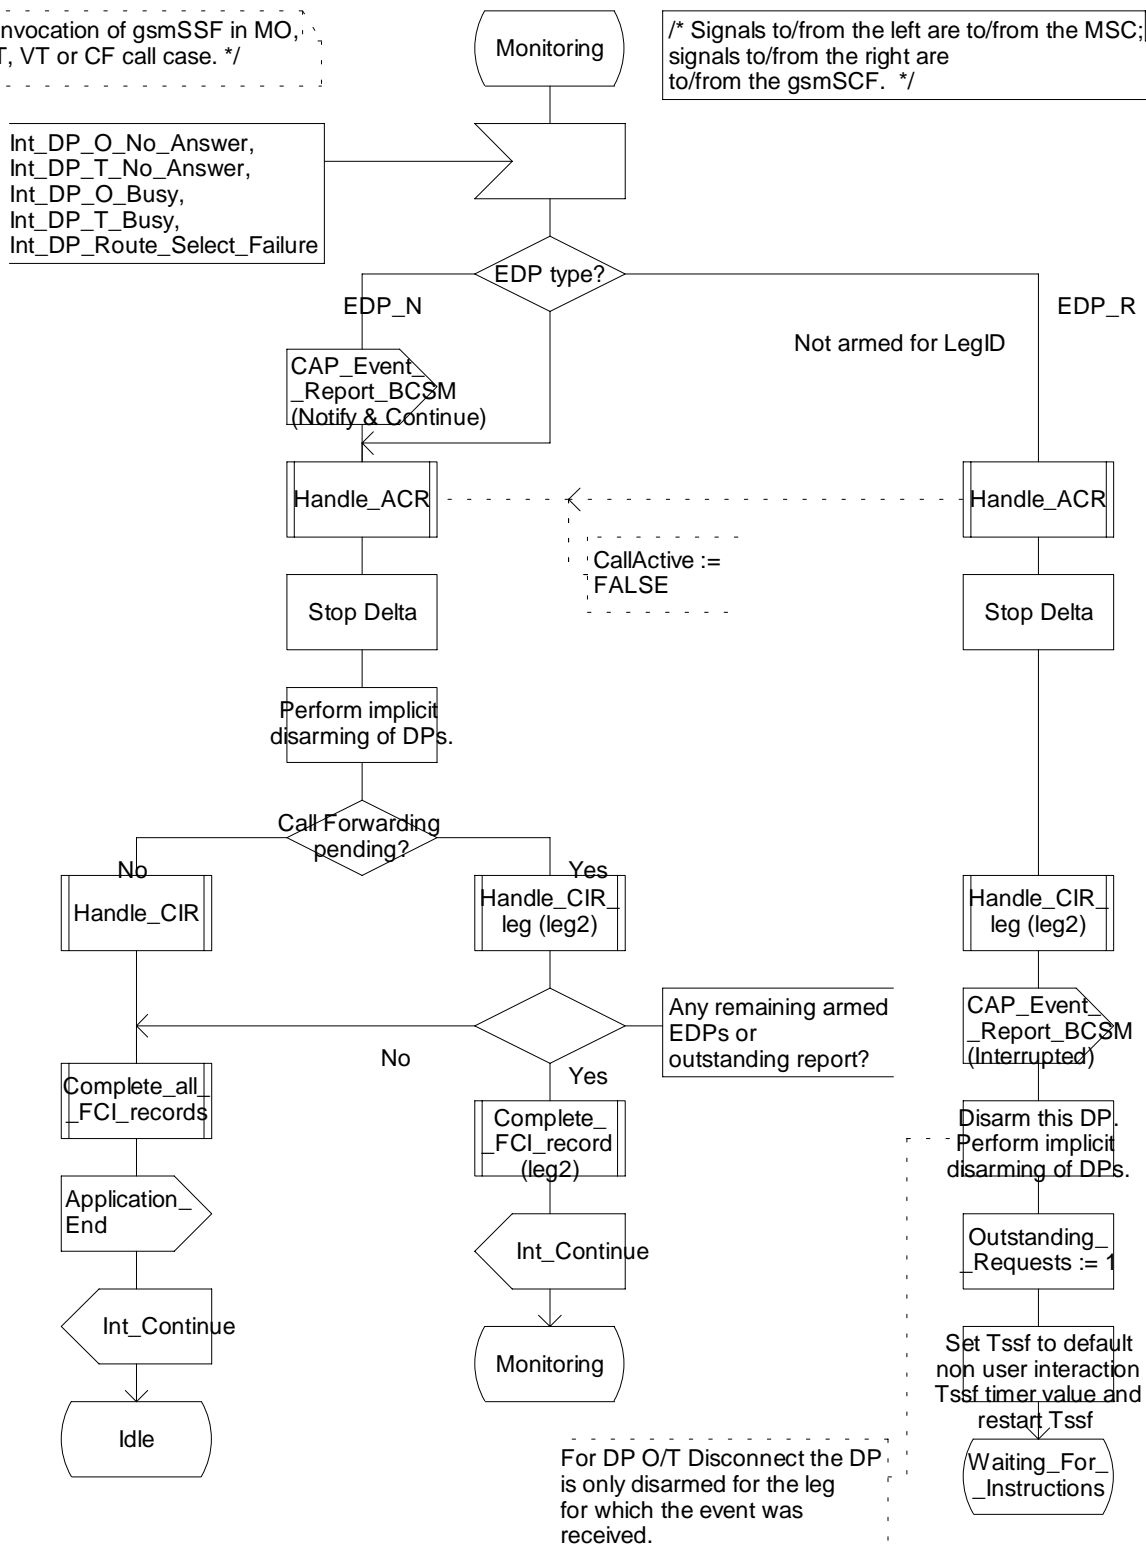 nvocation of gsmSSF in MO,
T, VT or CF call case. */
Monitoring
/* Signals to/from the left are to/from the MSC;
signals to/from the right are
to/from the gsmSCF. */
Int_DP_O_No_Answer,
Int_DP_T_No_Answer,
Int_DP_O_Busy,
Int_DP_T_Busy,
Int_DP_Route_Select_Failure
EDP type?
EDP_N
EDP_R
Not armed for LegID
CAP_Event_
_Report_BCSM
(Notify & Continue)
Handle_ACR
Handle_ACR
CallActive :=
FALSE
Stop Delta
Stop Delta
Perform implicit
disarming of DPs.
Call Forwarding
pending?
No
Yes
Handle_CIR
Handle_CIR_
leg (leg2)
Handle_CIR_
leg (leg2)
Any remaining armed
EDPs or
outstanding report?
No
Yes
CAP_Event_
_Report_BCSM
(Interrupted)
Complete_all_
_FCI_records
Complete_
_FCI_record
(leg2)
Disarm this DP.
Perform implicit
disarming of DPs.
Application_
End
Int_Continue
Outstanding_
_Requests := 1
Int_Continue
Monitoring
Set Tssf to default
non user interaction
Tssf timer value and
restart Tssf
Idle
For DP O/T Disconnect the DP
is only disarmed for the leg
for which the event was
received.
Waiting_For_
_Instructions